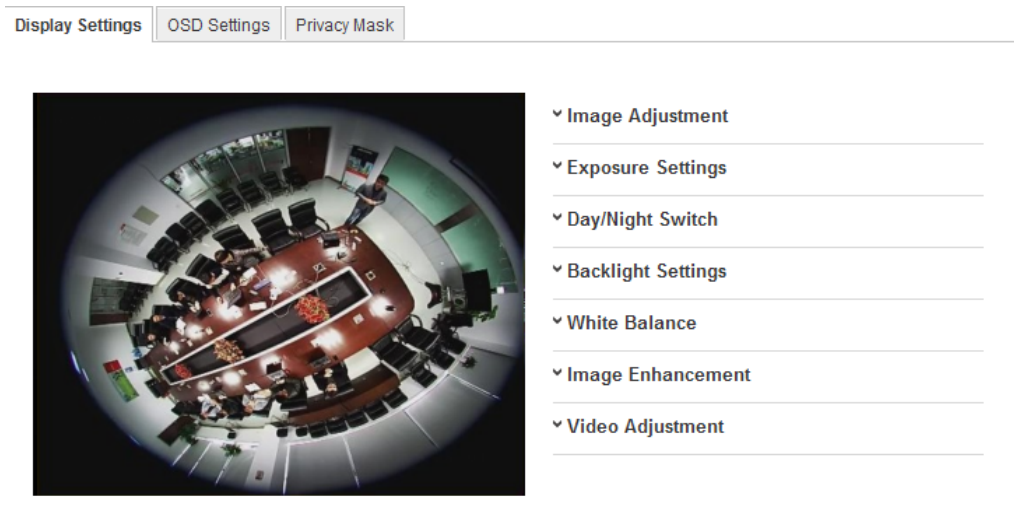 Display Settings
OSD Settings
Privacy Mask
Image Adjustment
Exposure Settings
Day/Night Switch
Backlight Settings
White Balance
Image Enhancement
Video Adjustment